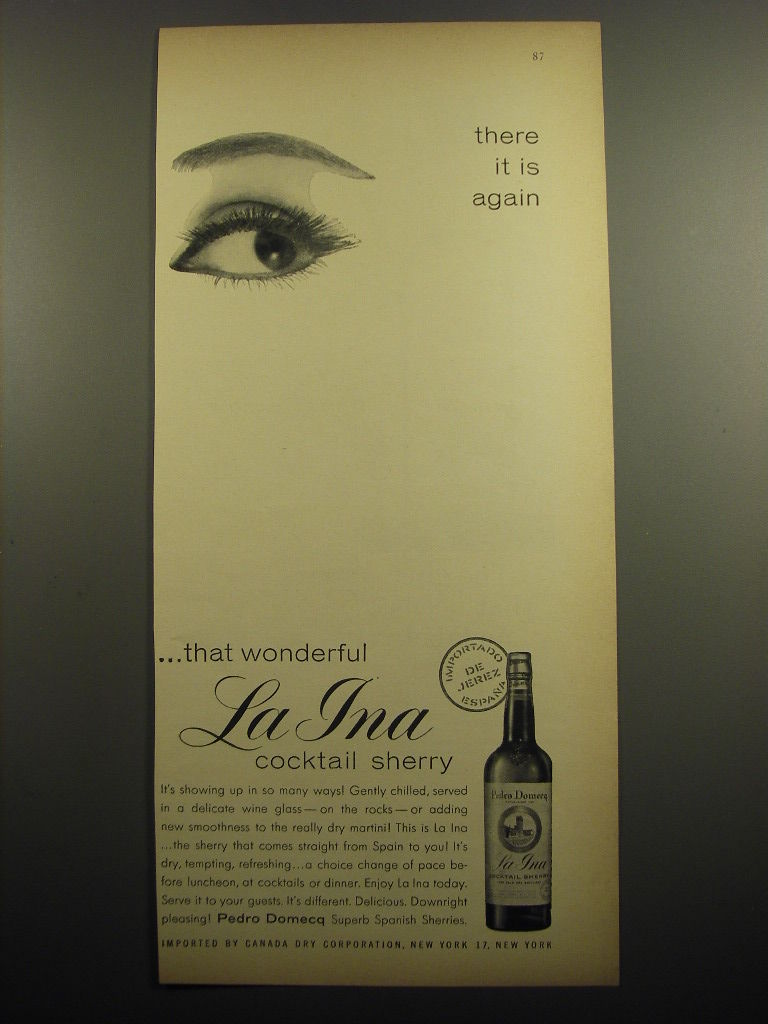 87
there
it is
again
...that wonderful
La Ina
cocktail sherry
IMPORTADO
DE
JEREZ
ESPAÑA
It's showing up in so many ways! Gently chilled, served
in a delicate wine glass — on the rocks — or adding
new smoothness to the really dry martini! This is La Ina
...the sherry that comes straight from Spain to you! It's
dry, tempting, refreshing...a choice change of pace be-
fore luncheon, at cocktails or dinner. Enjoy La Ina today.
Serve it to your guests. It's different. Delicious. Downright
pleasing! Pedro Domecq Superb Spanish Sherries.
Pedro Domecq
La Ina
COCKTAIL SHERRY
IMPORTED BY CANADA DRY CORPORATION, NEW YORK 17, NEW YORK